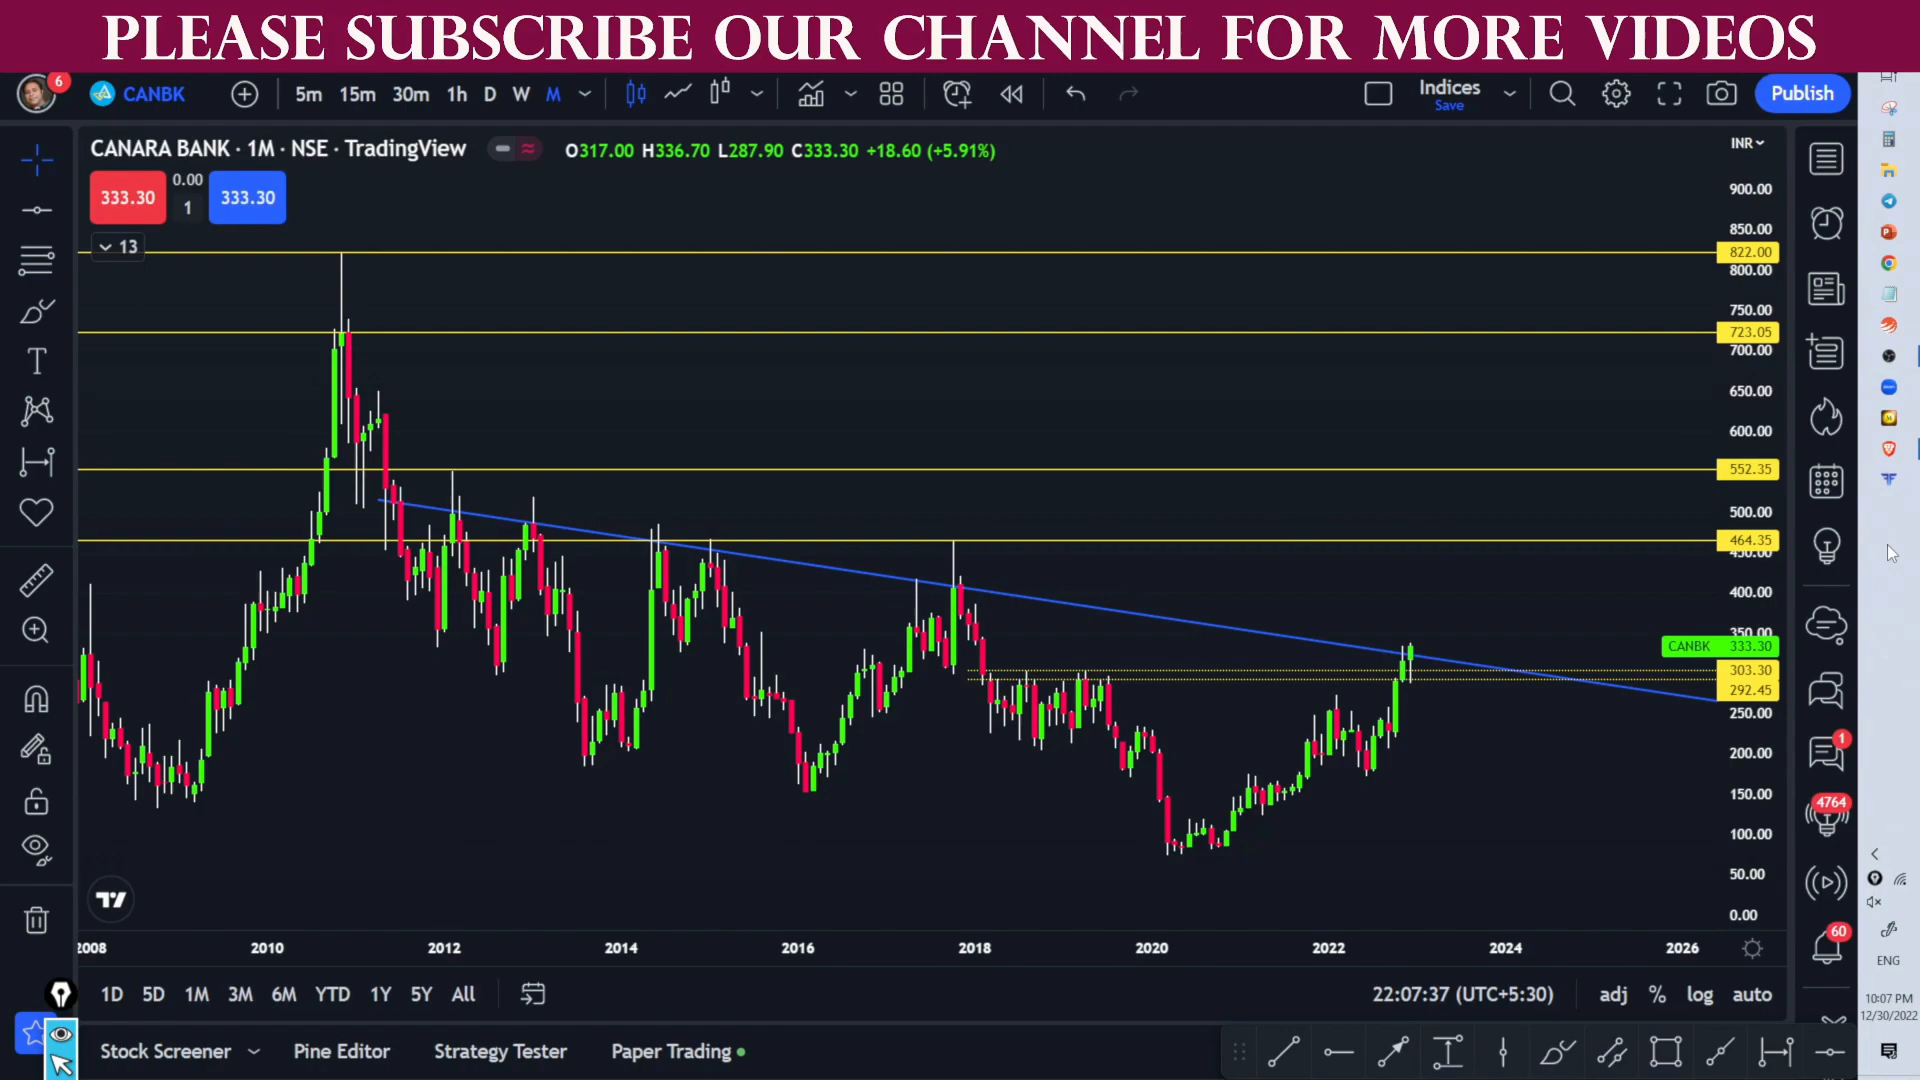 PLEASE SUBSCRIBE OUR CHANNEL FOR MORE VIDEOS
6
CANBK
5m 15m 30m 1h D W M
Indices
Save
Publish
CANARA BANK · 1M · NSE · TradingView
O317.00 H336.70 L287.90 C333.30 +18.60 (+5.91%)
INR
333.30
0.00
1
333.30
13
900.00
850.00
822.00
800.00
750.00
723.05
700.00
650.00
600.00
552.35
500.00
464.35
450.00
400.00
350.00
CANBK 333.30
303.30
292.45
250.00
200.00
150.00
100.00
50.00
0.00
1
4764
60
2008 2010 2012 2014 2016 2018 2020 2022 2024 2026
1D 5D 1M 3M 6M YTD 1Y 5Y All
22:07:37 (UTC+5:30)
adj % log auto
Stock Screener
Pine Editor
Strategy Tester
Paper Trading
ENG
10:07 PM
12/30/2022